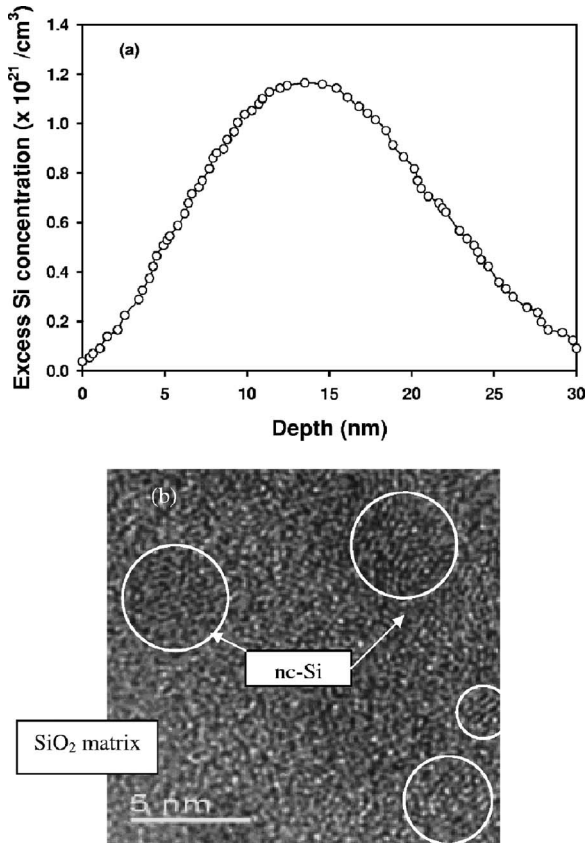 (a)
Excess Si concentration (x 10²¹ /cm³)
1.4
1.2
1.0
0.8
0.6
0.4
0.2
0.0
0 5 10 15 20 25 30
Depth (nm)
(b)
nc-Si
SiO₂ matrix
5 nm